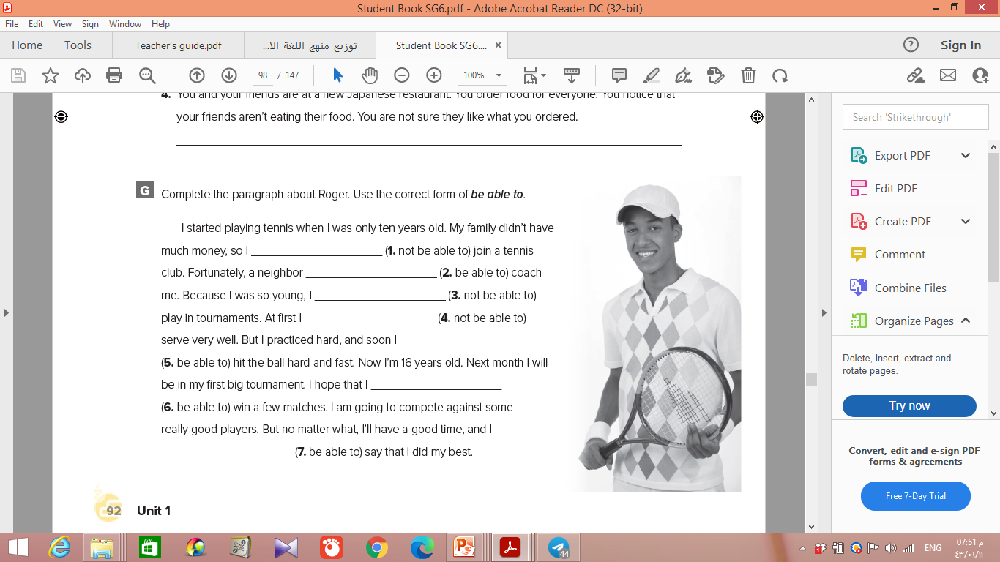 Student Book SG6.pdf - Adobe Acrobat Reader DC (32-bit)
File Edit View Sign Window Help
Home Tools Teacher's guide.pdf توزيع_منهج_اللغة_الا... Student Book SG6.... × Sign In
98 / 147 100%
4. You and your friends are at a new Japanese restaurant. You order food for everyone. You notice that
your friends aren't eating their food. You are not sure they like what you ordered.
G Complete the paragraph about Roger. Use the correct form of be able to.
I started playing tennis when I was only ten years old. My family didn't have
much money, so I ____________________ (1. not be able to) join a tennis
club. Fortunately, a neighbor ____________________ (2. be able to) coach
me. Because I was so young, I ____________________ (3. not be able to)
play in tournaments. At first I ____________________ (4. not be able to)
serve very well. But I practiced hard, and soon I ____________________
(5. be able to) hit the ball hard and fast. Now I'm 16 years old. Next month I will
be in my first big tournament. I hope that I ____________________
(6. be able to) win a few matches. I am going to compete against some
really good players. But no matter what, I'll have a good time, and I
____________________ (7. be able to) say that I did my best.
92 Unit 1
Search 'Strikethrough'
Export PDF
Edit PDF
Create PDF
Comment
Combine Files
Organize Pages
Delete, insert, extract and
rotate pages.
Try now
Convert, edit and e-sign PDF
forms & agreements
Free 7-Day Trial
44
ENG
07:51 م
٤٣/٠٦/١٢